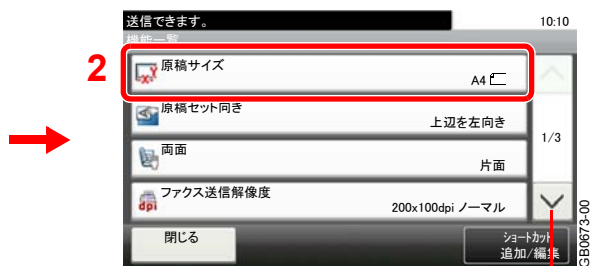 送信できます。
10:10
機能一覧
2
原稿サイズ
A4
原稿セット向き
上辺を左向き
1/3
両面
片面
ファクス送信解像度
200x100dpi ノーマル
閉じる
ショートカット
追加/編集
GB0673-00